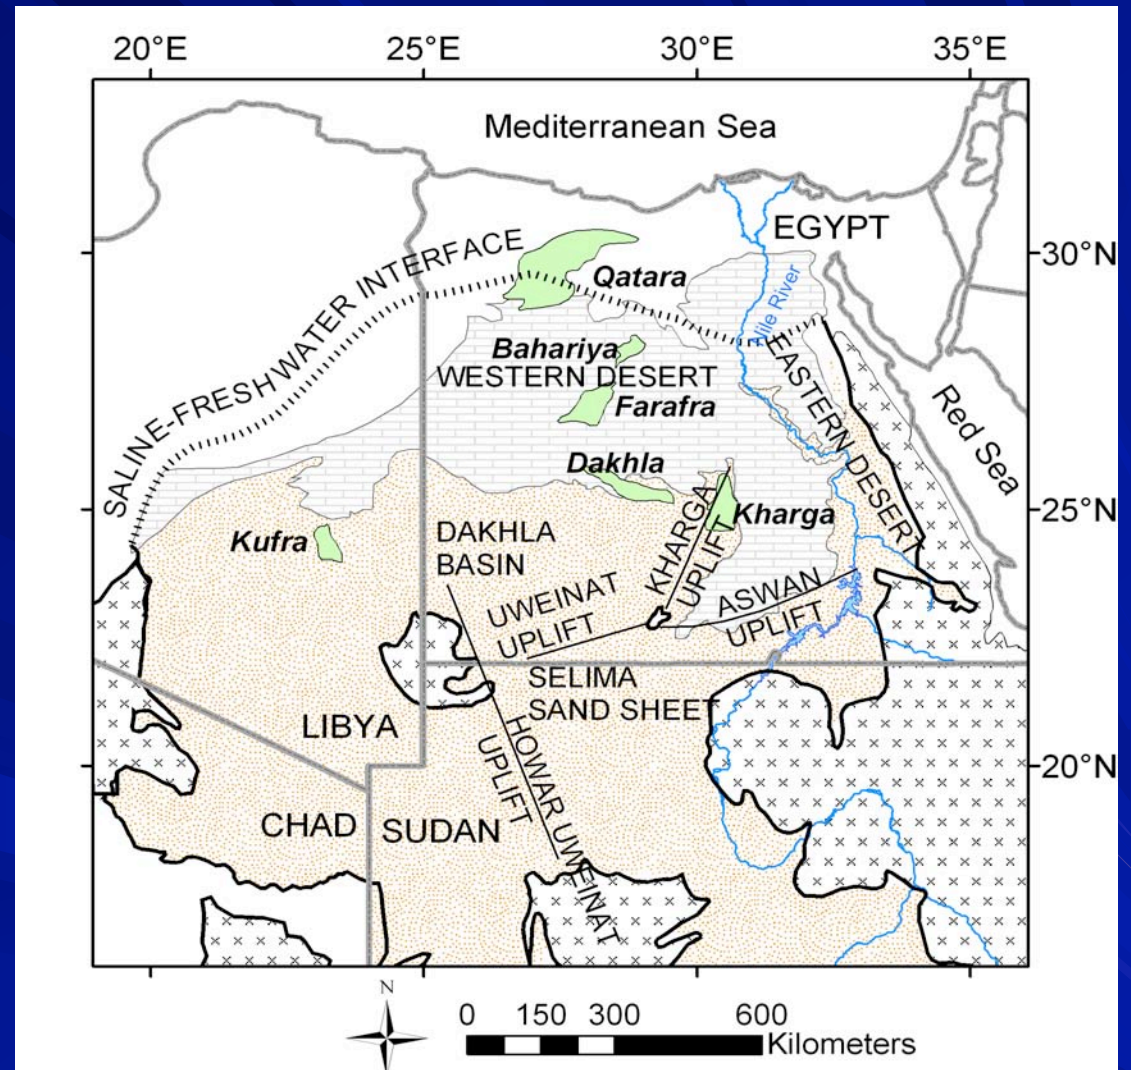 20°E 25°E 30°E 35°E
Mediterranean Sea
EGYPT
30°N
SALINE-FRESH WATER INTERFACE
Qatara
Nile River
Bahariya
WESTERN DESERT
Farafra
EASTERN DESERT
Red Sea
Dakhla
25°N
Kharga
Kufra
DAKHLA
BASIN
KHARGA
UPLIFT
UWEINAT
UPLIFT
ASWAN
UPLIFT
SELIMA
SAND SHEET
LIBYA
HOWAR UWEINAT
UPLIFT
20°N
CHAD
SUDAN
N
0 150 300 600
Kilometers